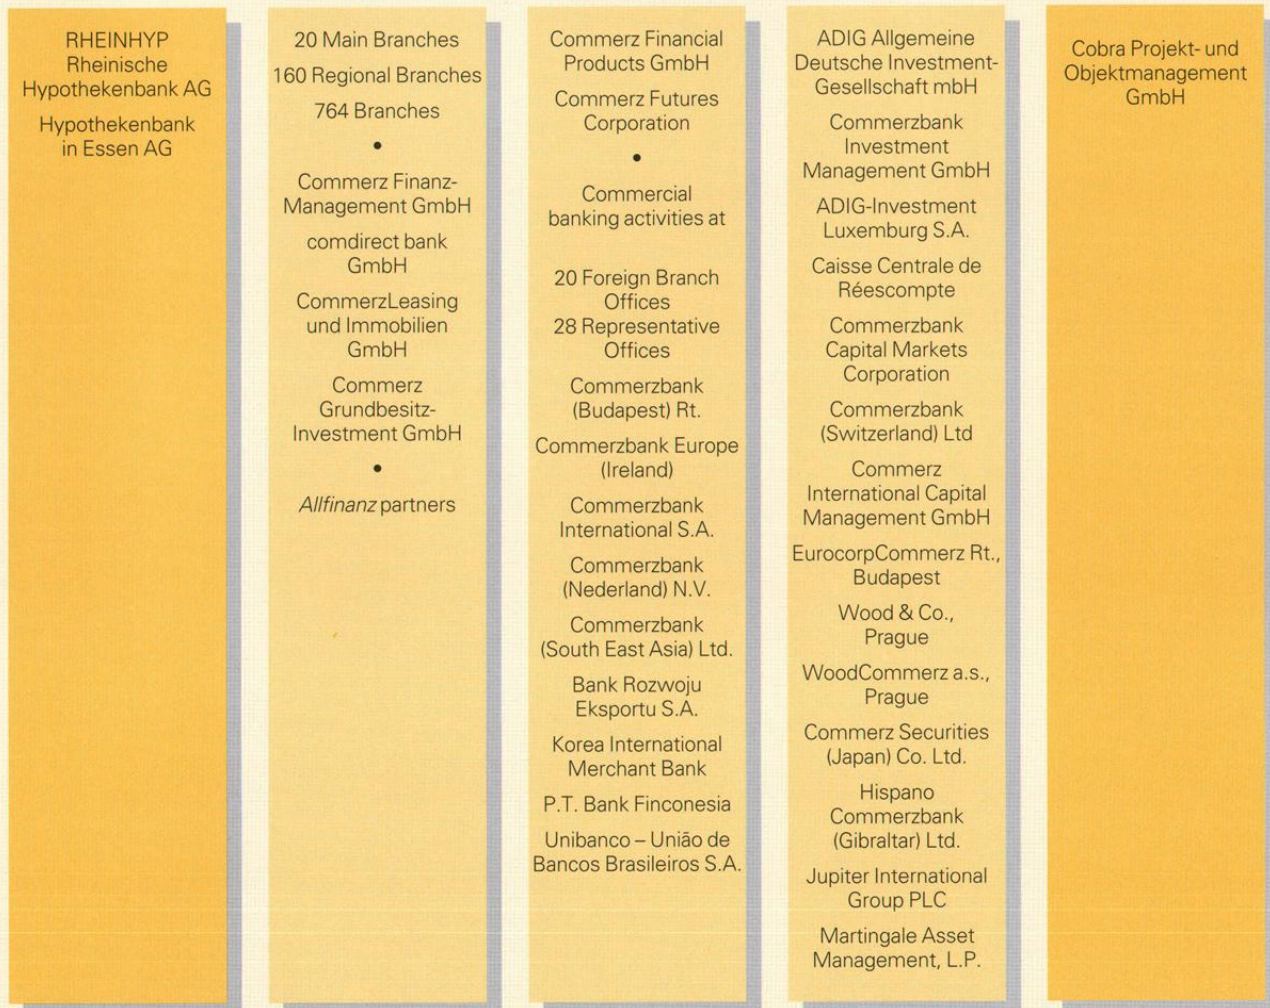 RHEINHYP
Rheinische
Hypothekenbank AG
Hypothekenbank
in Essen AG
20 Main Branches
160 Regional Branches
764 Branches
•
Commerz Finanz-
Management GmbH
comdirect bank
GmbH
CommerzLeasing
und Immobilien
GmbH
Commerz
Grundbesitz-
Investment GmbH
•
Allfinanz partners
Commerz Financial
Products GmbH
Commerz Futures
Corporation
•
Commercial
banking activities at
20 Foreign Branch
Offices
28 Representative
Offices
Commerzbank
(Budapest) Rt.
Commerzbank Europe
(Ireland)
Commerzbank
International S.A.
Commerzbank
(Nederland) N.V.
Commerzbank
(South East Asia) Ltd.
Bank Rozwoju
Eksportu S.A.
Korea International
Merchant Bank
P.T. Bank Finconesia
Unibanco – União de
Bancos Brasileiros S.A.
ADIG Allgemeine
Deutsche Investment-
Gesellschaft mbH
Commerzbank
Investment
Management GmbH
ADIG-Investment
Luxemburg S.A.
Caisse Centrale de
Réescompte
Commerzbank
Capital Markets
Corporation
Commerzbank
(Switzerland) Ltd
Commerz
International Capital
Management GmbH
EurocorpCommerz Rt.,
Budapest
Wood & Co.,
Prague
WoodCommerz a.s.,
Prague
Commerz Securities
(Japan) Co. Ltd.
Hispano
Commerzbank
(Gibraltar) Ltd.
Jupiter International
Group PLC
Martingale Asset
Management, L.P.
Cobra Projekt- und
Objektmanagement
GmbH